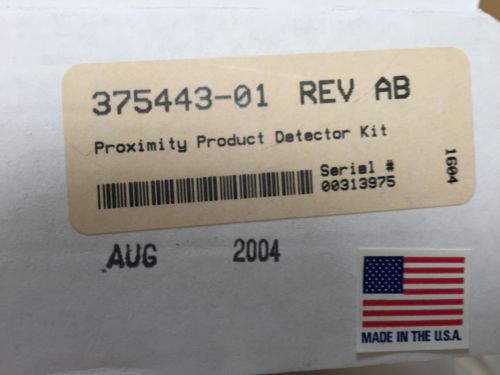 375443-01 REV AB
Proximity Product Detector Kit
Serial #
00313975
1604
AUG 2004
MADE IN THE U.S.A.